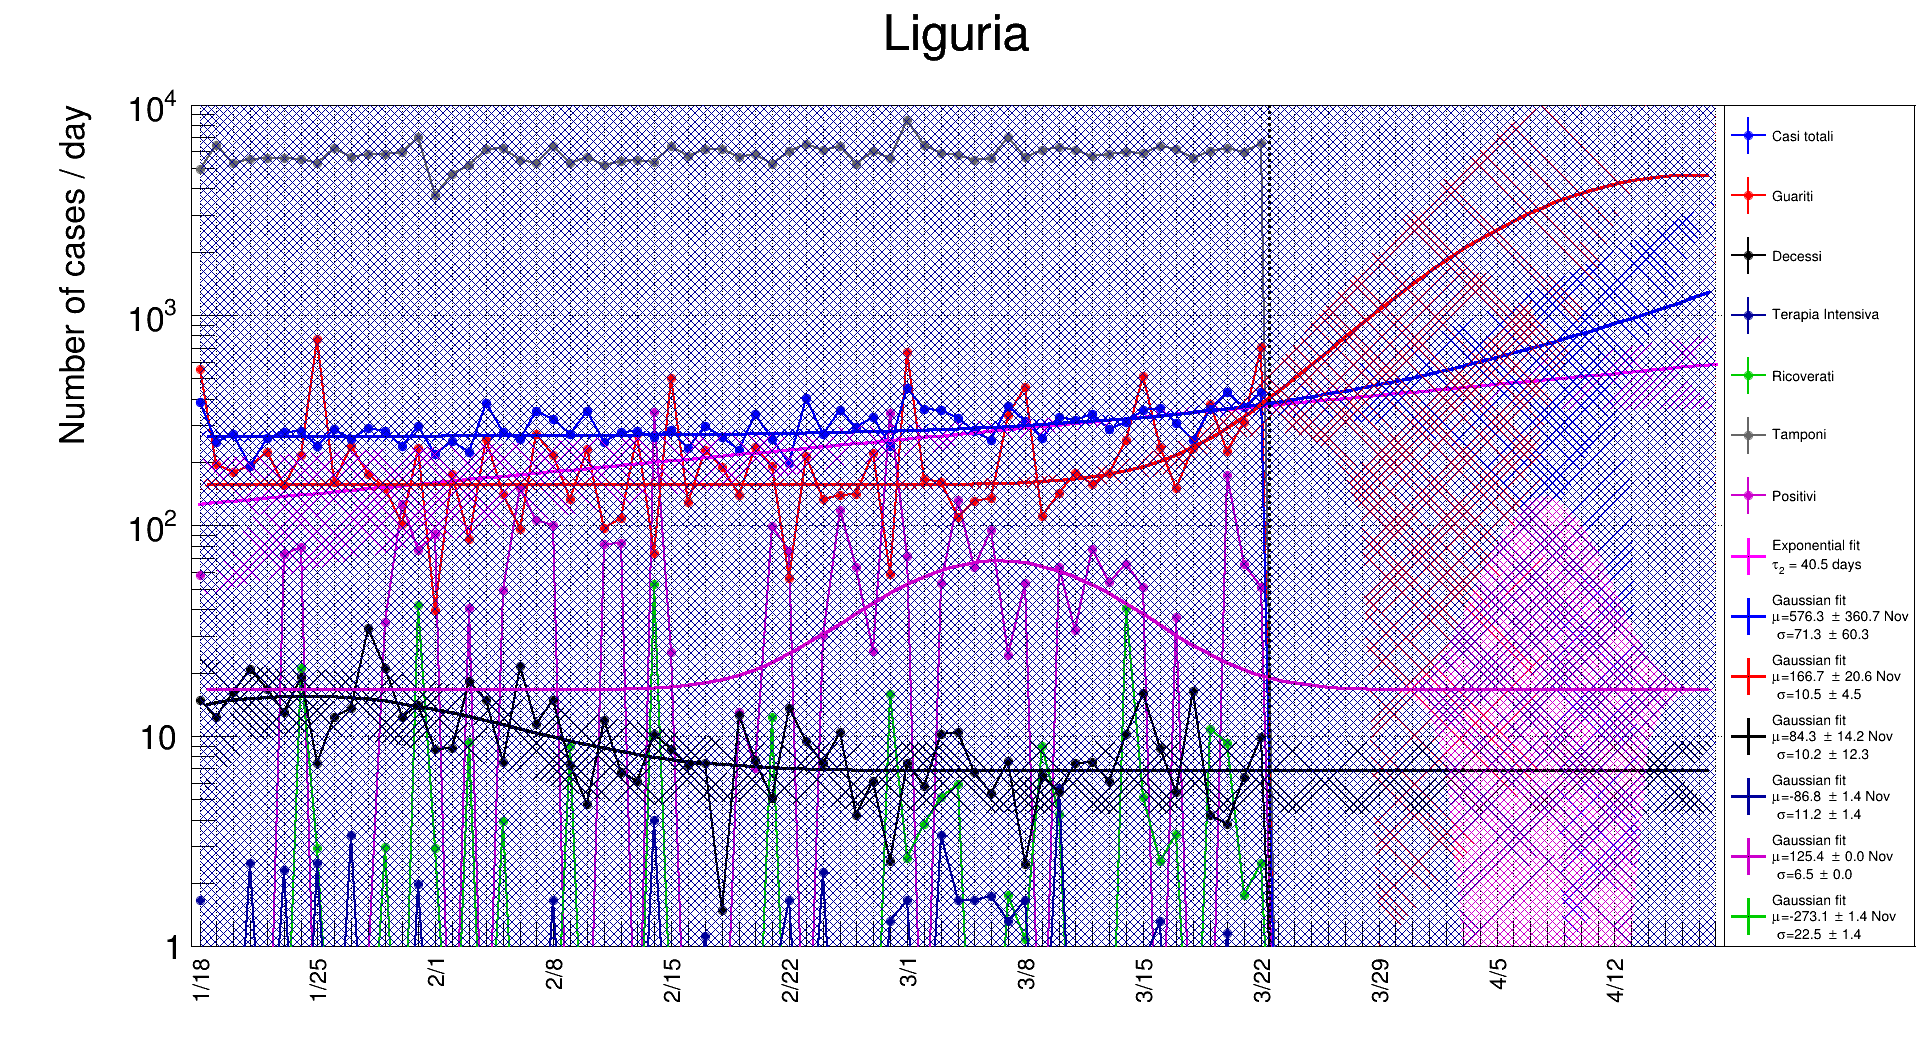 Liguria
Number of cases / day
10^4
10^3
10^2
10
1
1/18
1/25
2/1
2/8
2/15
2/22
3/1
3/8
3/15
3/22
3/29
4/5
4/12
Casi totali
Guariti
Decessi
Terapia Intensiva
Ricoverati
Tamponi
Positivi
Exponential fit
τ2 = 40.5 days
Gaussian fit
μ=576.3 ± 360.7 Nov
σ=71.3 ± 60.3
Gaussian fit
μ=166.7 ± 20.6 Nov
σ=10.5 ± 4.5
Gaussian fit
μ=84.3 ± 14.2 Nov
σ=10.2 ± 12.3
Gaussian fit
μ=-86.8 ± 1.4 Nov
σ=11.2 ± 1.4
Gaussian fit
μ=125.4 ± 0.0 Nov
σ=6.5 ± 0.0
Gaussian fit
μ=-273.1 ± 1.4 Nov
σ=22.5 ± 1.4